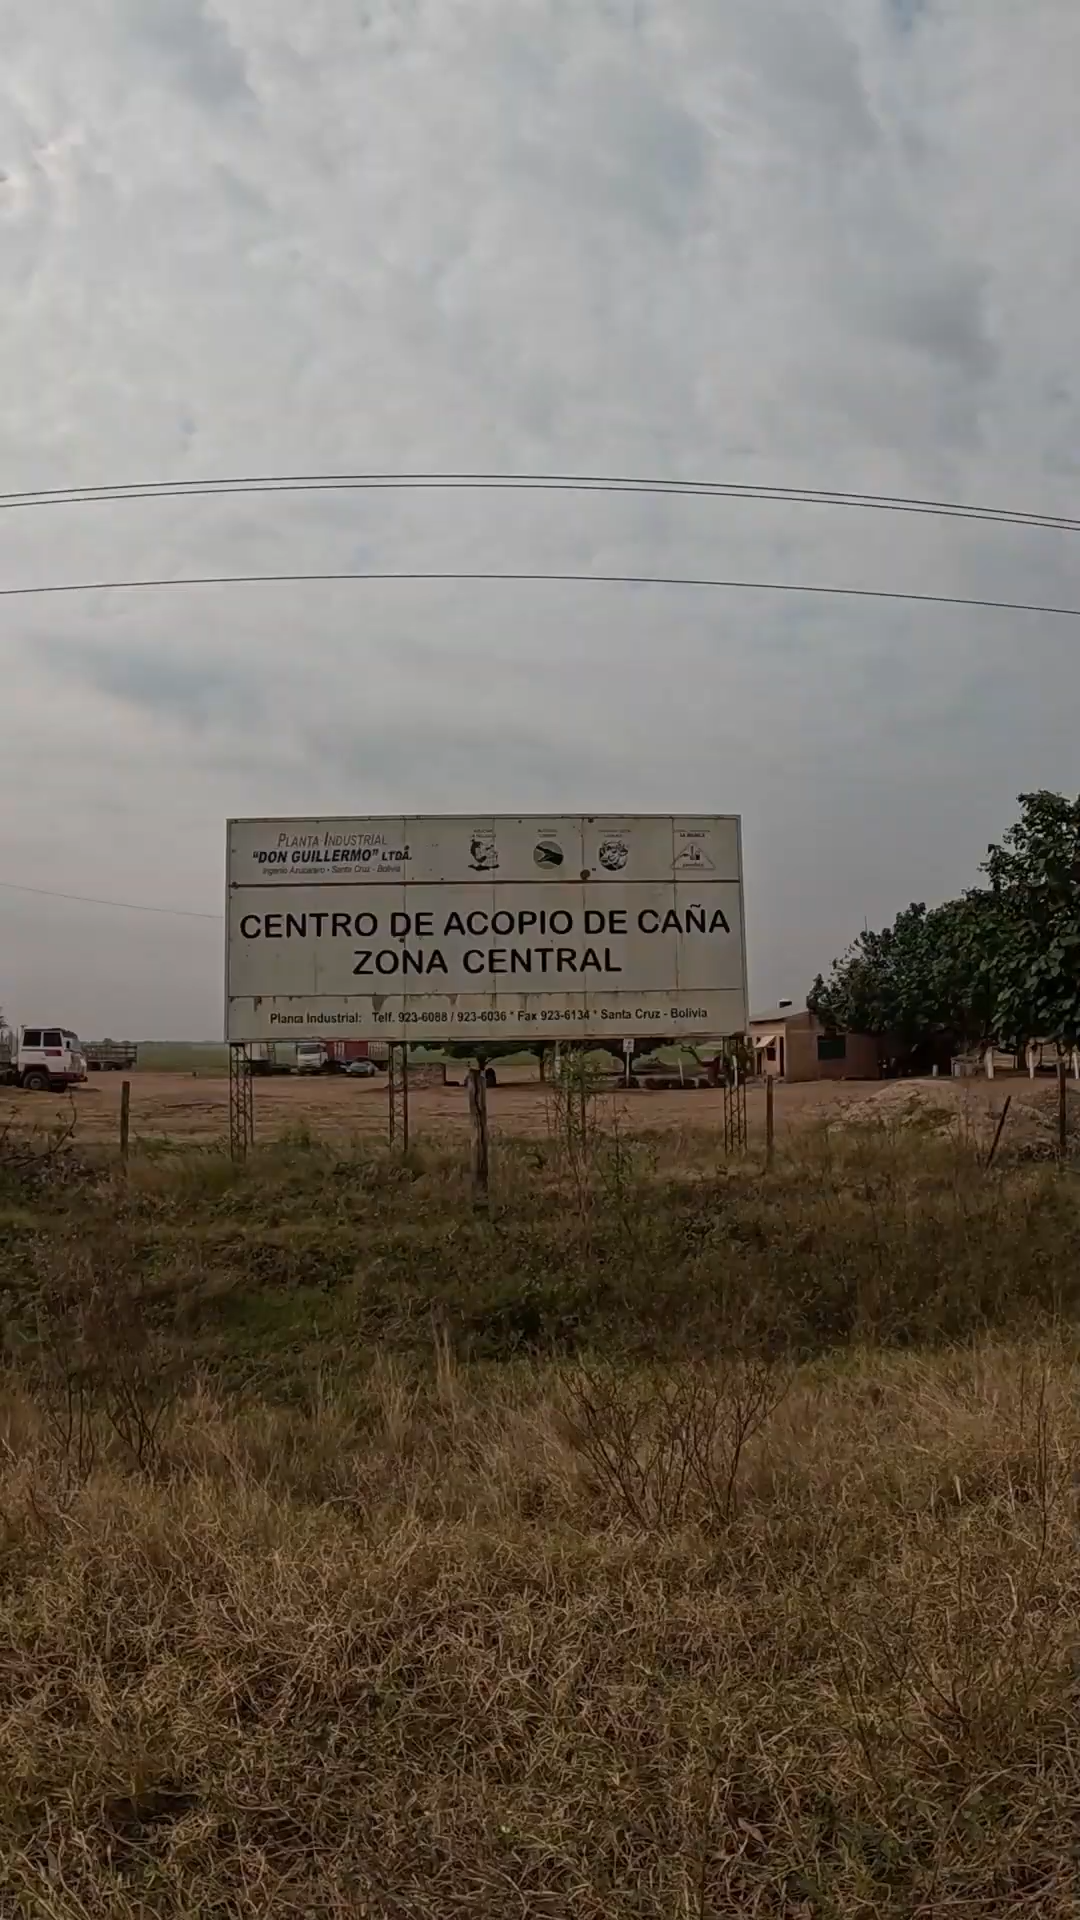 PLANTA INDUSTRIAL
"DON GUILLERMO" LTDA.
Ingenio Azucarero - Santa Cruz - Bolivia
CENTRO DE ACOPIO DE CAÑA
ZONA CENTRAL
Planta Industrial: Telf. 923-6088 / 923-6036 * Fax 923-6134 * Santa Cruz - Bolivia